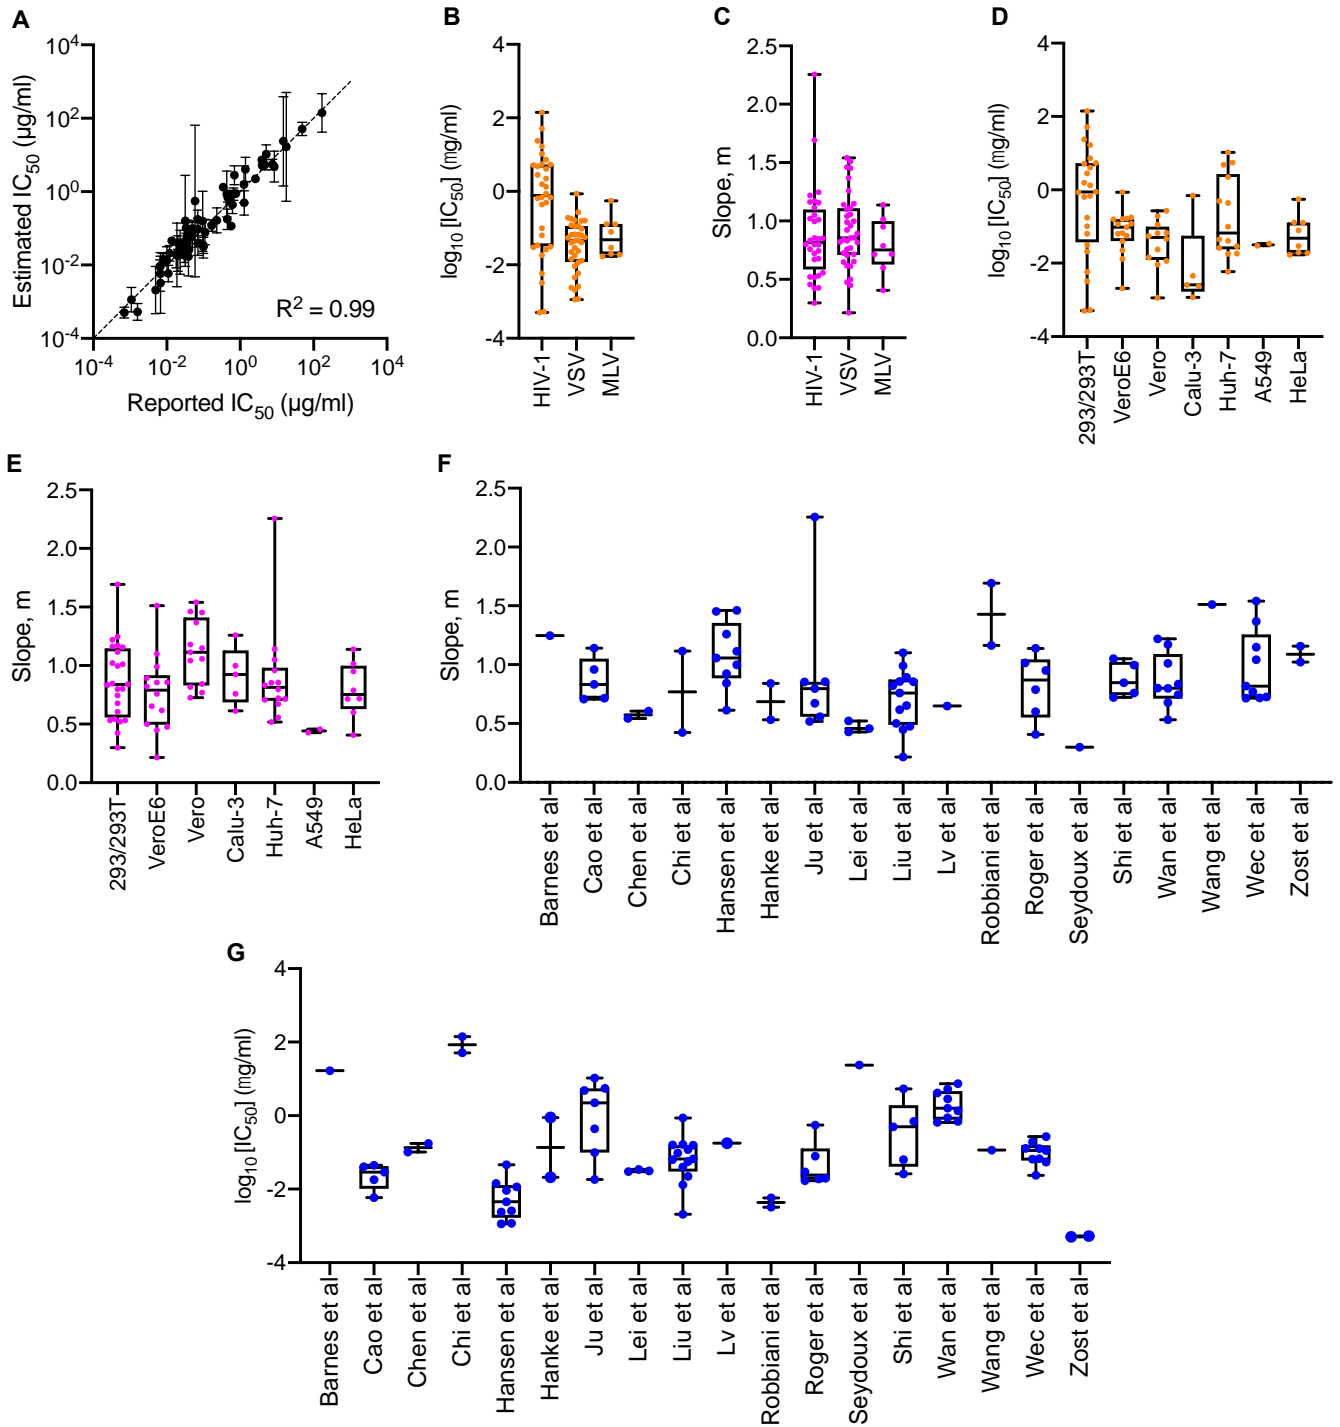 A
Estimated IC50 (µg/ml)
10^4
10^2
10^0
10^-2
10^-4
R2 = 0.99
10^-4 10^-2 10^0 10^2 10^4
Reported IC50 (µg/ml)
B
log10 [IC50] (mg/ml)
4
2
0
-2
-4
HIV-1
VSV
MLV
C
Slope, m
2.5
2.0
1.5
1.0
0.5
0.0
HIV-1
VSV
MLV
D
log10 [IC50] (mg/ml)
4
2
0
-2
-4
293/293T
VeroE6
Vero
Calu-3
Huh-7
A549
HeLa
E
Slope, m
2.5
2.0
1.5
1.0
0.5
0.0
293/293T
VeroE6
Vero
Calu-3
Huh-7
A549
HeLa
F
Slope, m
2.5
2.0
1.5
1.0
0.5
0.0
Barnes et al
Cao et al
Chen et al
Chi et al
Hansen et al
Hanke et al
Ju et al
Lei et al
Liu et al
Lv et al
Robbiani et al
Roger et al
Seydoux et al
Shi et al
Wan et al
Wang et al
Wec et al
Zost et al
G
log10 [IC50] (mg/ml)
4
2
0
-2
-4
Barnes et al
Cao et al
Chen et al
Chi et al
Hansen et al
Hanke et al
Ju et al
Lei et al
Liu et al
Lv et al
Robbiani et al
Roger et al
Seydoux et al
Shi et al
Wan et al
Wang et al
Wec et al
Zost et al